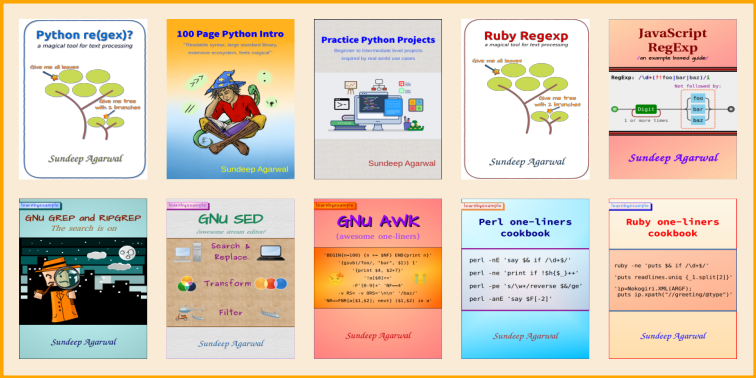 Python re(gex)?
a magical tool for text processing
Give me all leaves
Give me tree
with 2 branches
Sundeep Agarwal
100 Page Python Intro
"Readable syntax, large standard library,
extensive ecosystem, feels magical"
Sundeep Agarwal
Practice Python Projects
Beginner to Intermediate level projects
inspired by real world use cases
Sundeep Agarwal
Ruby Regexp
a magical tool for text processing
Give me all leaves
Give me tree
with 2 branches
Sundeep Agarwal
JavaScript
RegExp
/an example based guide/
RegExp: /\d+(?!foo|bar|baz)/i
Not followed by:
foo
Digit
bar
1 or more times
baz
Sundeep Agarwal
learnbyexample
GNU GREP and RIPGREP
The search is on
Sundeep Agarwal
learnbyexample
GNU SED
Search &
Replace
Transform
Filter
Sundeep Agarwal
learnbyexample
GNU AWK
(awesome one-liners)
Sundeep Agarwal
learnbyexample
Perl one-liners
cookbook
perl -nE 'say $& if /\d+$/'
perl -ne 'print if !$h{$_}++'
perl -pe 's/\w+/reverse $&/ge'
perl -anE 'say $F[-2]'
Sundeep Agarwal
learnbyexample
Ruby one-liners
cookbook
ruby -ne 'puts $& if /\d+$/'
'puts readlines.uniq {_1.split[2]}'
'ip=Nokogiri.XML(ARGF);
puts ip.xpath("//greeting/@type")'
Sundeep Agarwal